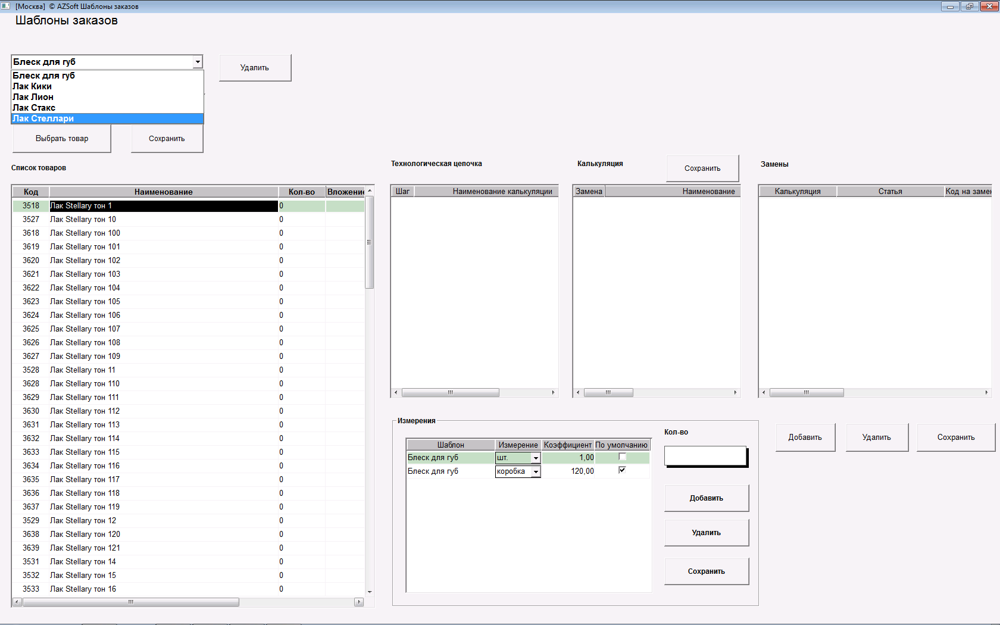 [Москва] © AZSoft Шаблоны заказов
Шаблоны заказов
Блеск для губ
Удалить
Блеск для губ
Лак Кики
Лак Лион
Лак Стакс
Лак Стеллари
Выбрать товар Сохранить
Список товаров
Код Наименование Кол-во Вложение
3518 Лак Stellary тон 1 0
3527 Лак Stellary тон 10 0
3618 Лак Stellary тон 100 0
3619 Лак Stellary тон 101 0
3620 Лак Stellary тон 102 0
3621 Лак Stellary тон 103 0
3622 Лак Stellary тон 104 0
3623 Лак Stellary тон 105 0
3624 Лак Stellary тон 106 0
3625 Лак Stellary тон 107 0
3626 Лак Stellary тон 108 0
3627 Лак Stellary тон 109 0
3528 Лак Stellary тон 11 0
3628 Лак Stellary тон 110 0
3629 Лак Stellary тон 111 0
3630 Лак Stellary тон 112 0
3631 Лак Stellary тон 113 0
3632 Лак Stellary тон 114 0
3633 Лак Stellary тон 115 0
3634 Лак Stellary тон 116 0
3635 Лак Stellary тон 117 0
3636 Лак Stellary тон 118 0
3637 Лак Stellary тон 119 0
3529 Лак Stellary тон 12 0
3638 Лак Stellary тон 120 0
3639 Лак Stellary тон 121 0
3531 Лак Stellary тон 14 0
3532 Лак Stellary тон 15 0
3533 Лак Stellary тон 16 0
Технологическая цепочка
Шаг Наименование калькуляции
Калькуляция
Сохранить
Замена Наименование
Замены
Калькуляция Статья Код на замен
Измерения
Шаблон Измерение Коэффициент По умолчанию
Блеск для губ шт. 1,00
Блеск для губ коробка 120,00
Кол-во
Добавить
Удалить
Сохранить
Добавить Удалить Сохранить